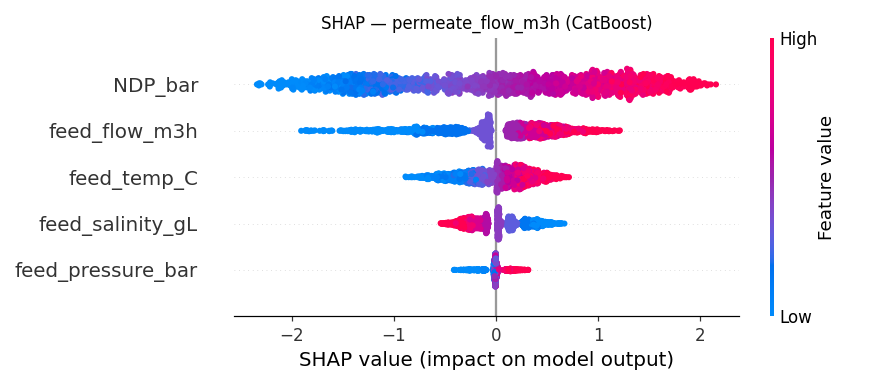 SHAP — permeate_flow_m3h (CatBoost)
High
NDP_bar
feed_flow_m3h
feed_temp_C
feed_salinity_gL
feed_pressure_bar
Feature value
Low
−2 −1 0 1 2
SHAP value (impact on model output)